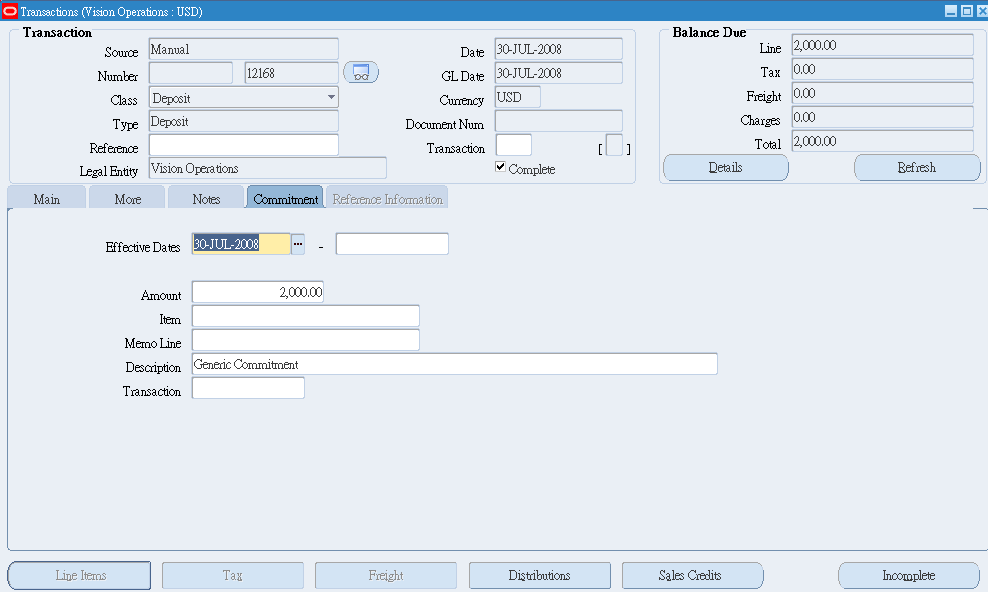 Transactions (Vision Operations : USD)
Transaction
Source Manual
Number 12168
Class Deposit
Type Deposit
Reference
Legal Entity Vision Operations
Date 30-JUL-2008
GL Date 30-JUL-2008
Currency USD
Document Num
Transaction [ ]
Complete
Balance Due
Line 2,000.00
Tax 0.00
Freight 0.00
Charges 0.00
Total 2,000.00
Details Refresh
Main More Notes Commitment Reference Information
Effective Dates 30-JUL-2008 ... -
Amount 2,000.00
Item
Memo Line
Description Generic Commitment
Transaction
Line Items Tax Freight Distributions Sales Credits Incomplete